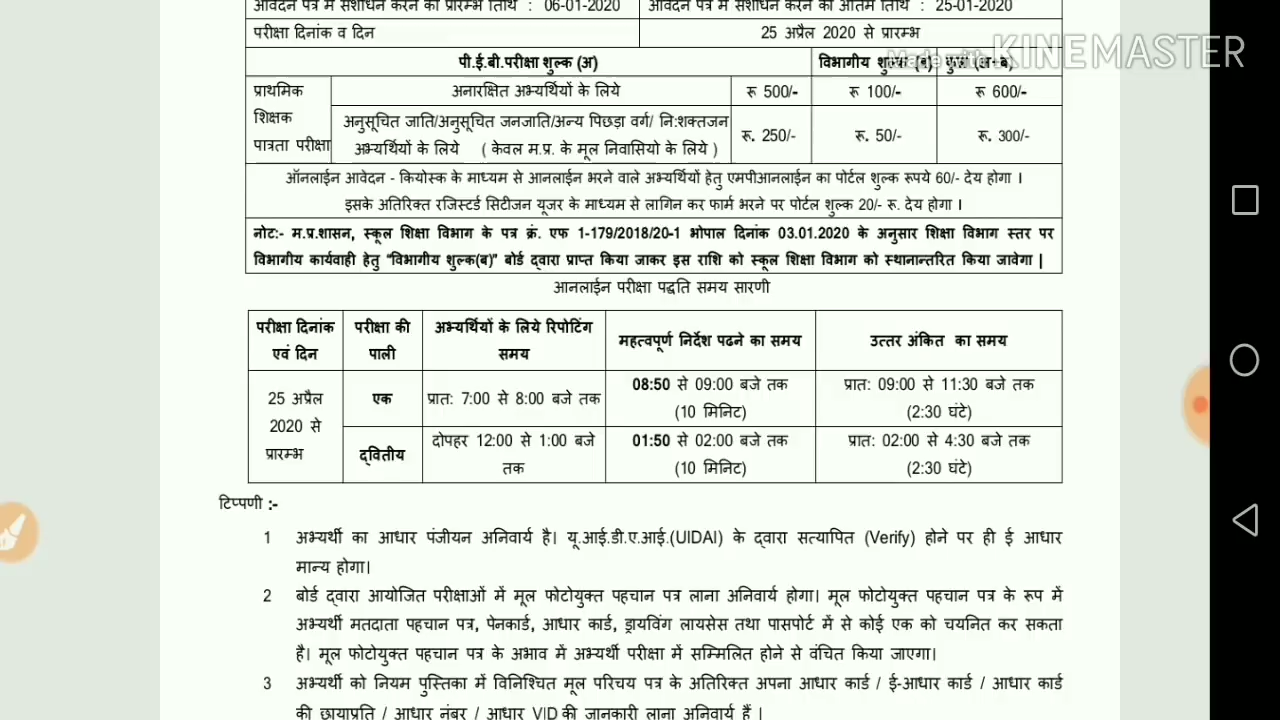 आवेदन पत्र में संशोधन करने की प्रारम्भ तिथि : 06-01-2020 आवेदन पत्र में संशोधन करने की अंतिम तिथि : 25-01-2020
परीक्षा दिनांक व दिन 25 अप्रैल 2020 से प्रारम्भ
Made with KINEMASTER
पी.ई.बी.परीक्षा शुल्क (अ) विभागीय शुल्क (ब) कुल (अ+ब)
प्राथमिक शिक्षक पात्रता परीक्षा
अनारक्षित अभ्यर्थियों के लिये रू 500/- रू 100/- रू 600/-
अनुसूचित जाति/अनुसूचित जनजाति/अन्य पिछड़ा वर्ग/ नि:शक्तजन
अभ्यर्थियों के लिये ( केवल म.प्र. के मूल निवासियो के लिये ) रू. 250/- रू. 50/- रू. 300/-
ऑनलाईन आवेदन - कियोस्क के माध्यम से आनलाईन भरने वाले अभ्यर्थियों हेतु एमपीआनलाईन का पोर्टल शुल्क रूपये 60/- देय होगा ।
इसके अतिरिक्त रजिस्टर्ड सिटीजन यूजर के माध्यम से लागिन कर फार्म भरने पर पोर्टल शुल्क 20/- रू. देय होगा ।
नोट:- म.प्र.शासन, स्कूल शिक्षा विभाग के पत्र क्रं. एफ 1-179/2018/20-1 भोपाल दिनांक 03.01.2020 के अनुसार शिक्षा विभाग स्तर पर
विभागीय कार्यवाही हेतु "विभागीय शुल्क(ब)" बोर्ड द्वारा प्राप्त किया जाकर इस राशि को स्कूल शिक्षा विभाग को स्थानान्तरित किया जावेगा |
आनलाईन परीक्षा पद्वति समय सारणी
परीक्षा दिनांक एवं दिन परीक्षा की पाली अभ्यर्थियों के लिये रिपोटिंग समय महत्वपूर्ण निर्देश पढने का समय उत्तर अंकित का समय
25 अप्रैल 2020 से प्रारम्भ
एक प्रात: 7:00 से 8:00 बजे तक 08:50 से 09:00 बजे तक (10 मिनिट) प्रात: 09:00 से 11:30 बजे तक (2:30 घंटे)
द्वितीय दोपहर 12:00 से 1:00 बजे तक 01:50 से 02:00 बजे तक (10 मिनिट) प्रात: 02:00 से 4:30 बजे तक (2:30 घंटे)
टिप्पणी :-
1 अभ्यर्थी का आधार पंजीयन अनिवार्य है। यू.आई.डी.ए.आई.(UIDAI) के द्वारा सत्यापित (Verify) होने पर ही ई आधार
मान्य होगा।
2 बोर्ड द्वारा आयोजित परीक्षाओं में मूल फोटोयुक्त पहचान पत्र लाना अनिवार्य होगा। मूल फोटोयुक्त पहचान पत्र के रूप में
अभ्यर्थी मतदाता पहचान पत्र, पेनकार्ड, आधार कार्ड, ड्रायविंग लायसेस तथा पासपोर्ट में से कोई एक को चयनित कर सकता
है। मूल फोटोयुक्त पहचान पत्र के अभाव में अभ्यर्थी परीक्षा में सम्मिलित होने से वंचित किया जाएगा।
3 अभ्यर्थी को नियम पुस्तिका में विनिश्चित मूल परिचय पत्र के अतिरिक्त अपना आधार कार्ड / ई-आधार कार्ड / आधार कार्ड
की छायाप्रति / आधार नंबर / आधार VID की जानकारी लाना अनिवार्य हैं |